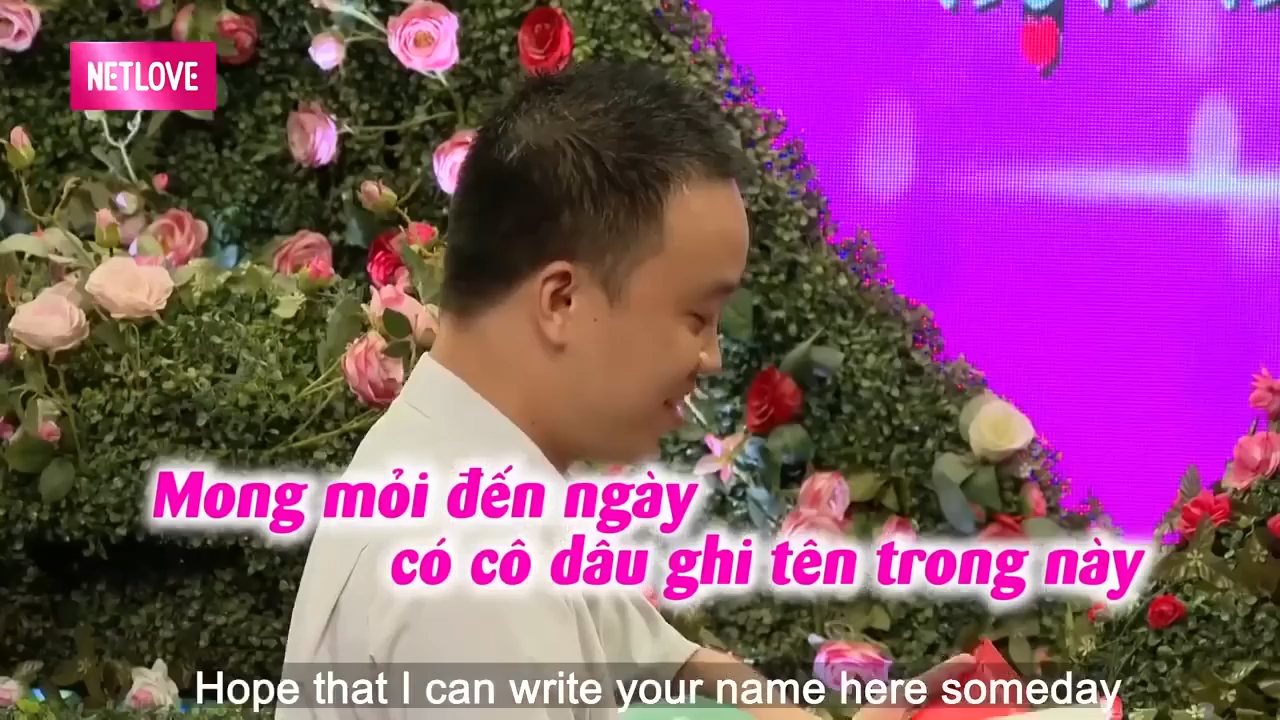 NETLOVE
Mong mỏi đến ngày
có cô dâu ghi tên trong này
Hope that I can write your name here someday